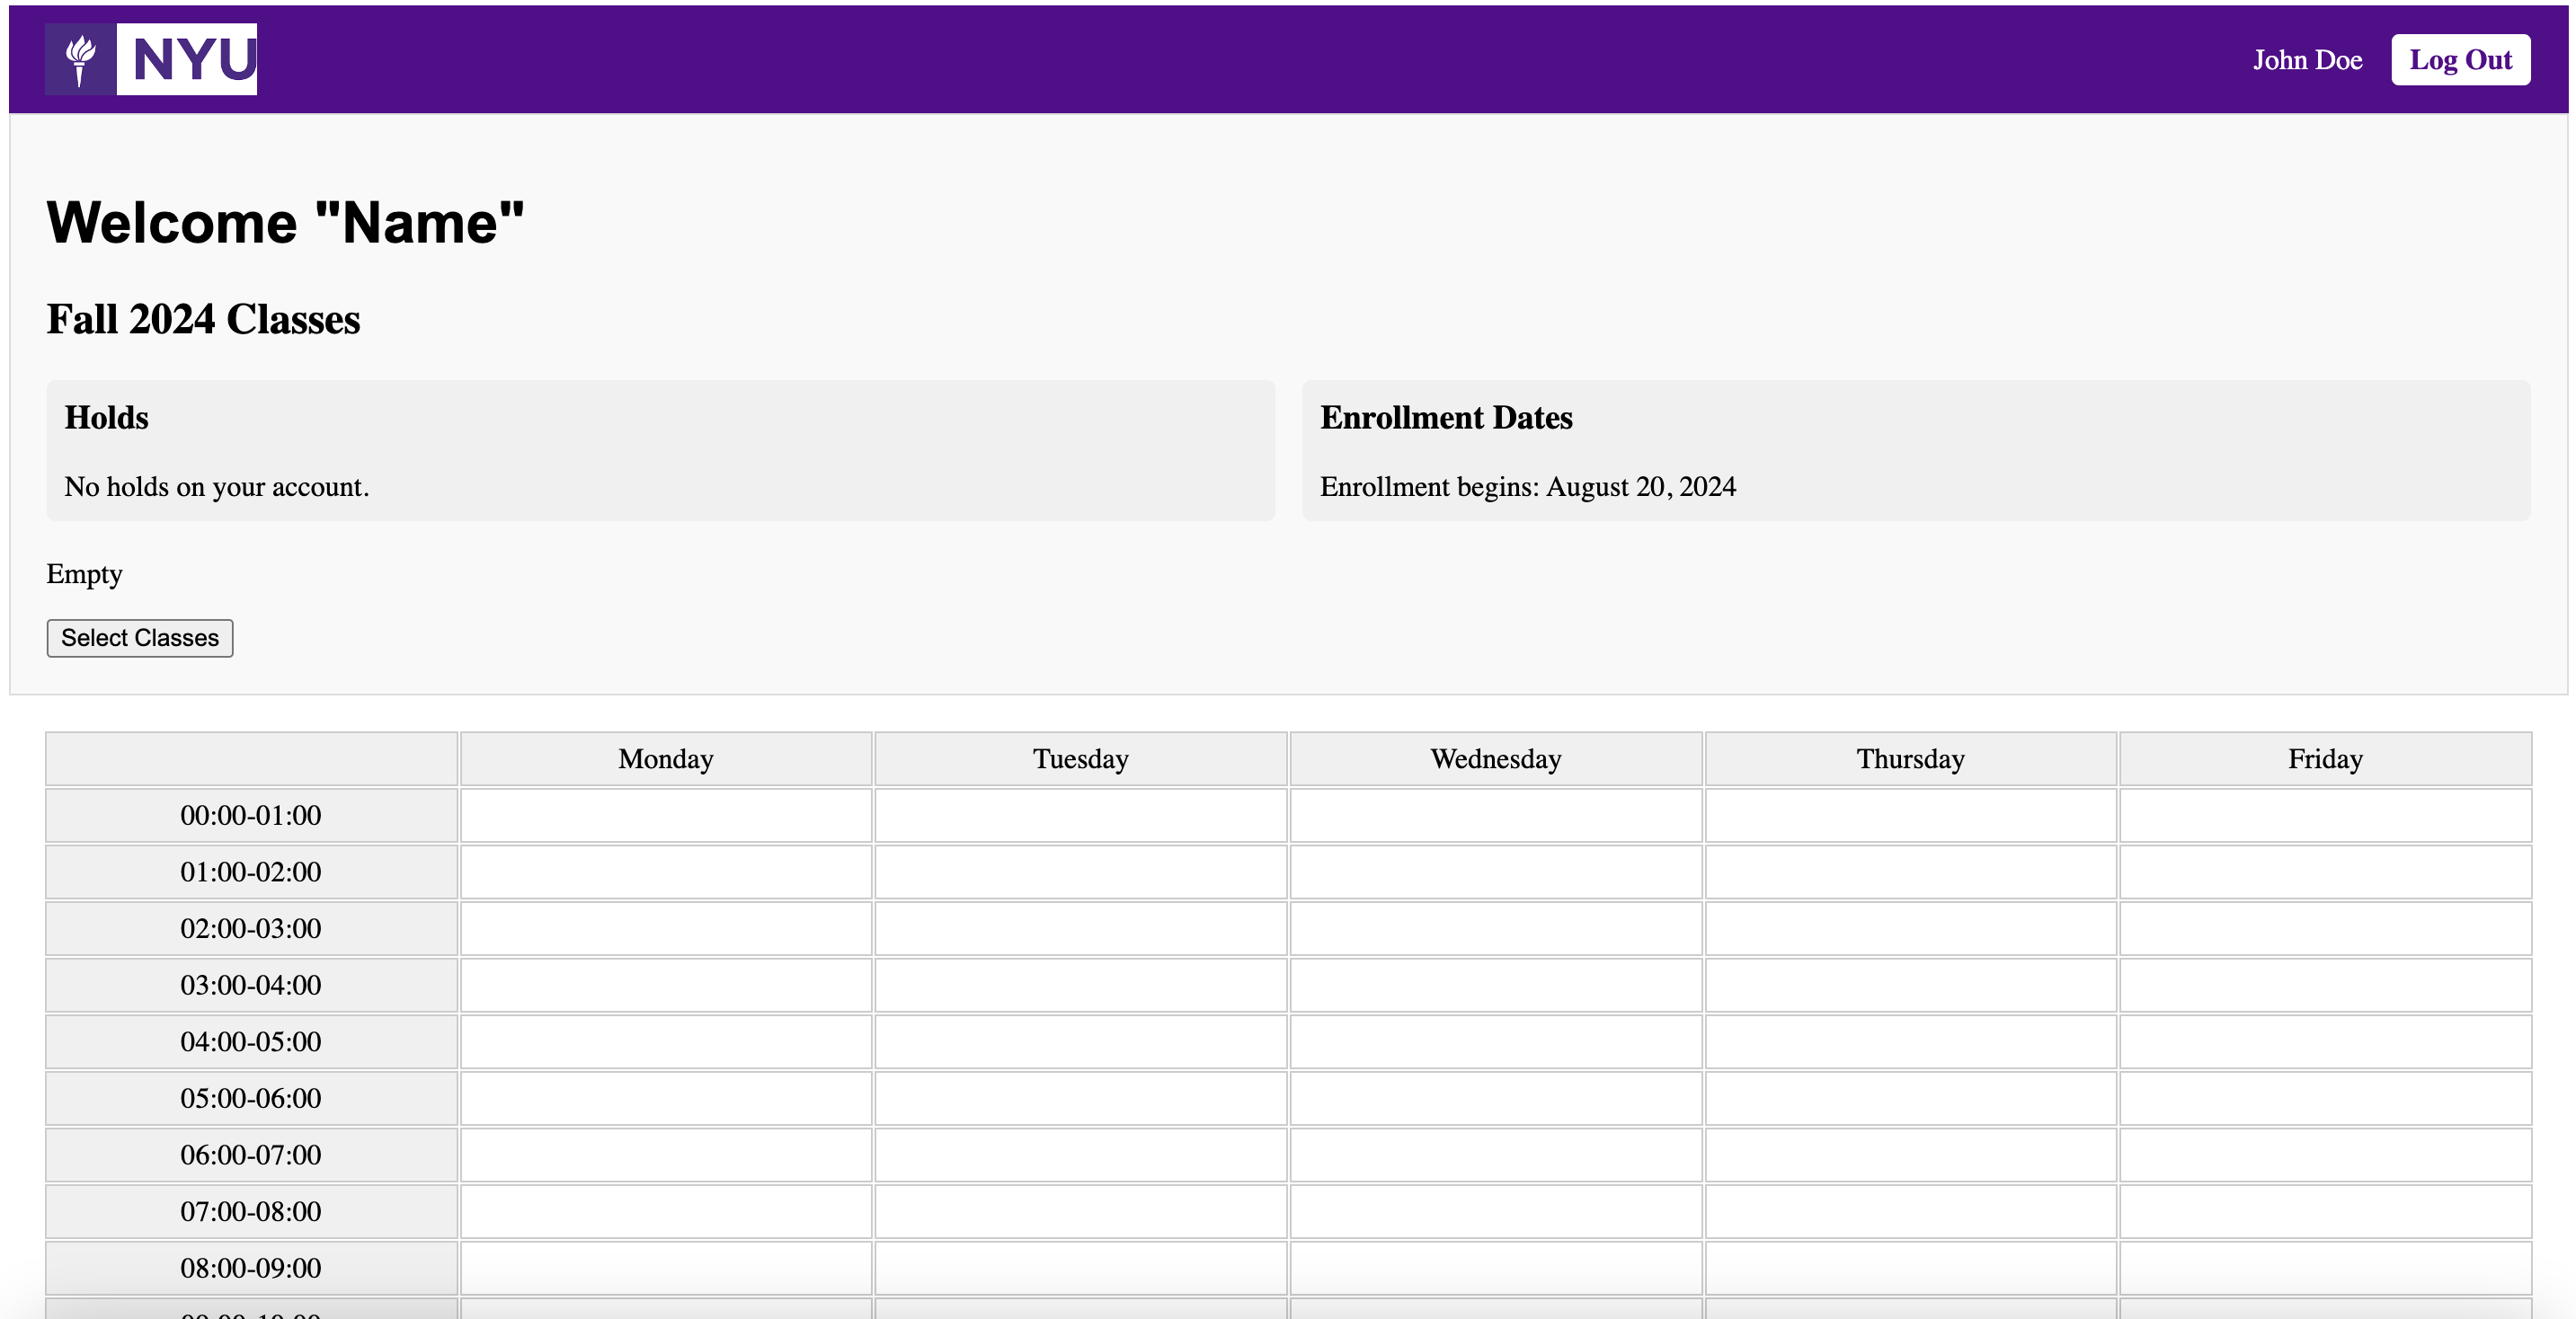 NYU
John Doe
Log Out
Welcome "Name"
Fall 2024 Classes
Holds
Enrollment Dates
No holds on your account.
Enrollment begins: August 20, 2024
Empty
Select Classes
Monday Tuesday Wednesday Thursday Friday
00:00-01:00
01:00-02:00
02:00-03:00
03:00-04:00
04:00-05:00
05:00-06:00
06:00-07:00
07:00-08:00
08:00-09:00